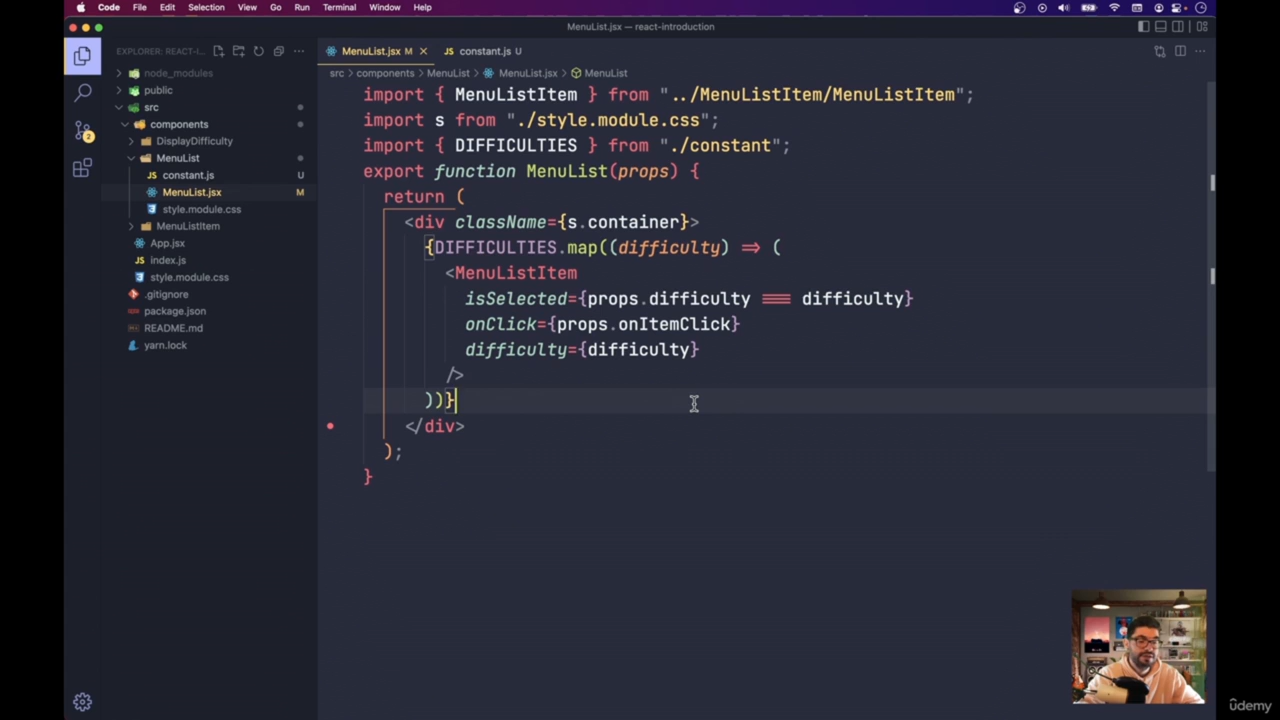 Code File Edit Selection View Go Run Terminal Window Help
MenuList.jsx — react-introduction
EXPLORER: REACT-I...
MenuList.jsx M
constant.js U
src components MenuList MenuList.jsx MenuList
node_modules
public
src
components
DisplayDifficulty
MenuList
constant.js U
MenuList.jsx M
style.module.css
MenuListItem
App.jsx
index.js
style.module.css
.gitignore
package.json
README.md
yarn.lock
2
import { MenuListItem } from "../MenuListItem/MenuListItem";
import s from "./style.module.css";
import { DIFFICULTIES } from "./constant";
export function MenuList(props) {
return (
<div className={s.container}>
{DIFFICULTIES.map((difficulty) => (
<MenuListItem
isSelected={props.difficulty === difficulty}
onClick={props.onItemClick}
difficulty={difficulty}
/>
))}
</div>
);
}
udemy